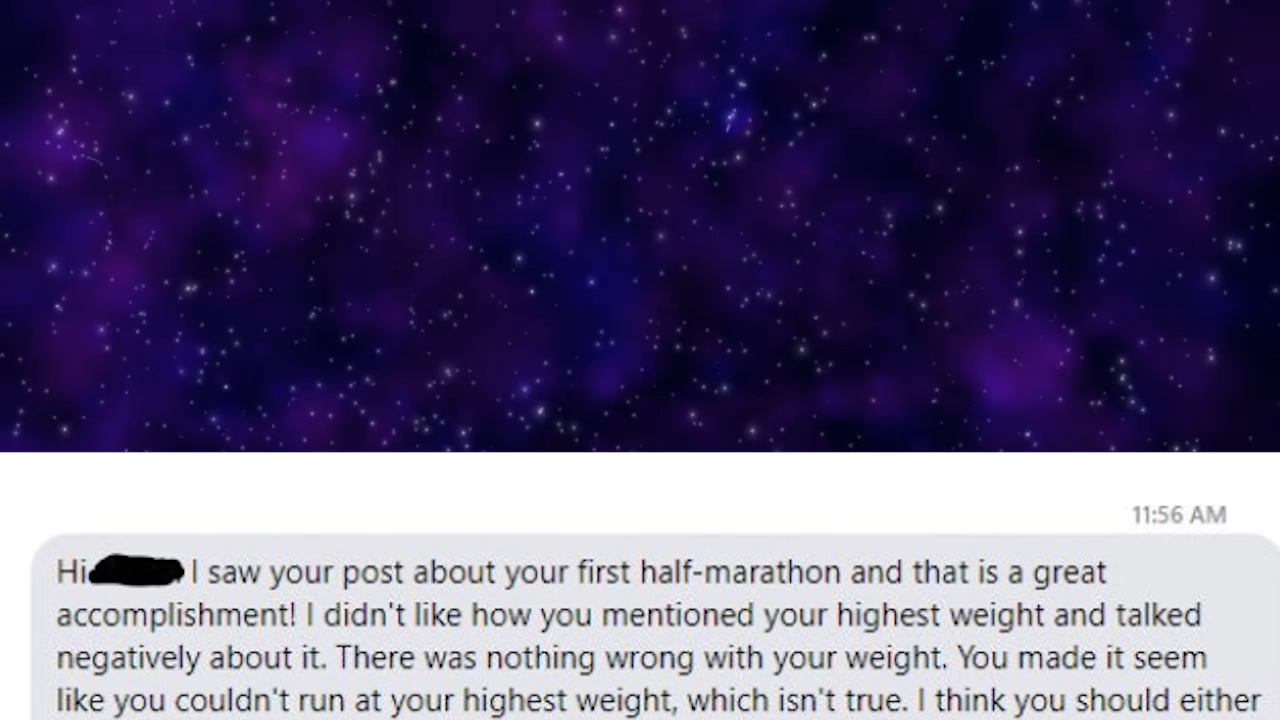 11:56 AM
Hi I saw your post about your first half-marathon and that is a great
accomplishment! I didn't like how you mentioned your highest weight and talked
negatively about it. There was nothing wrong with your weight. You made it seem
like you couldn't run at your highest weight, which isn't true. I think you should either